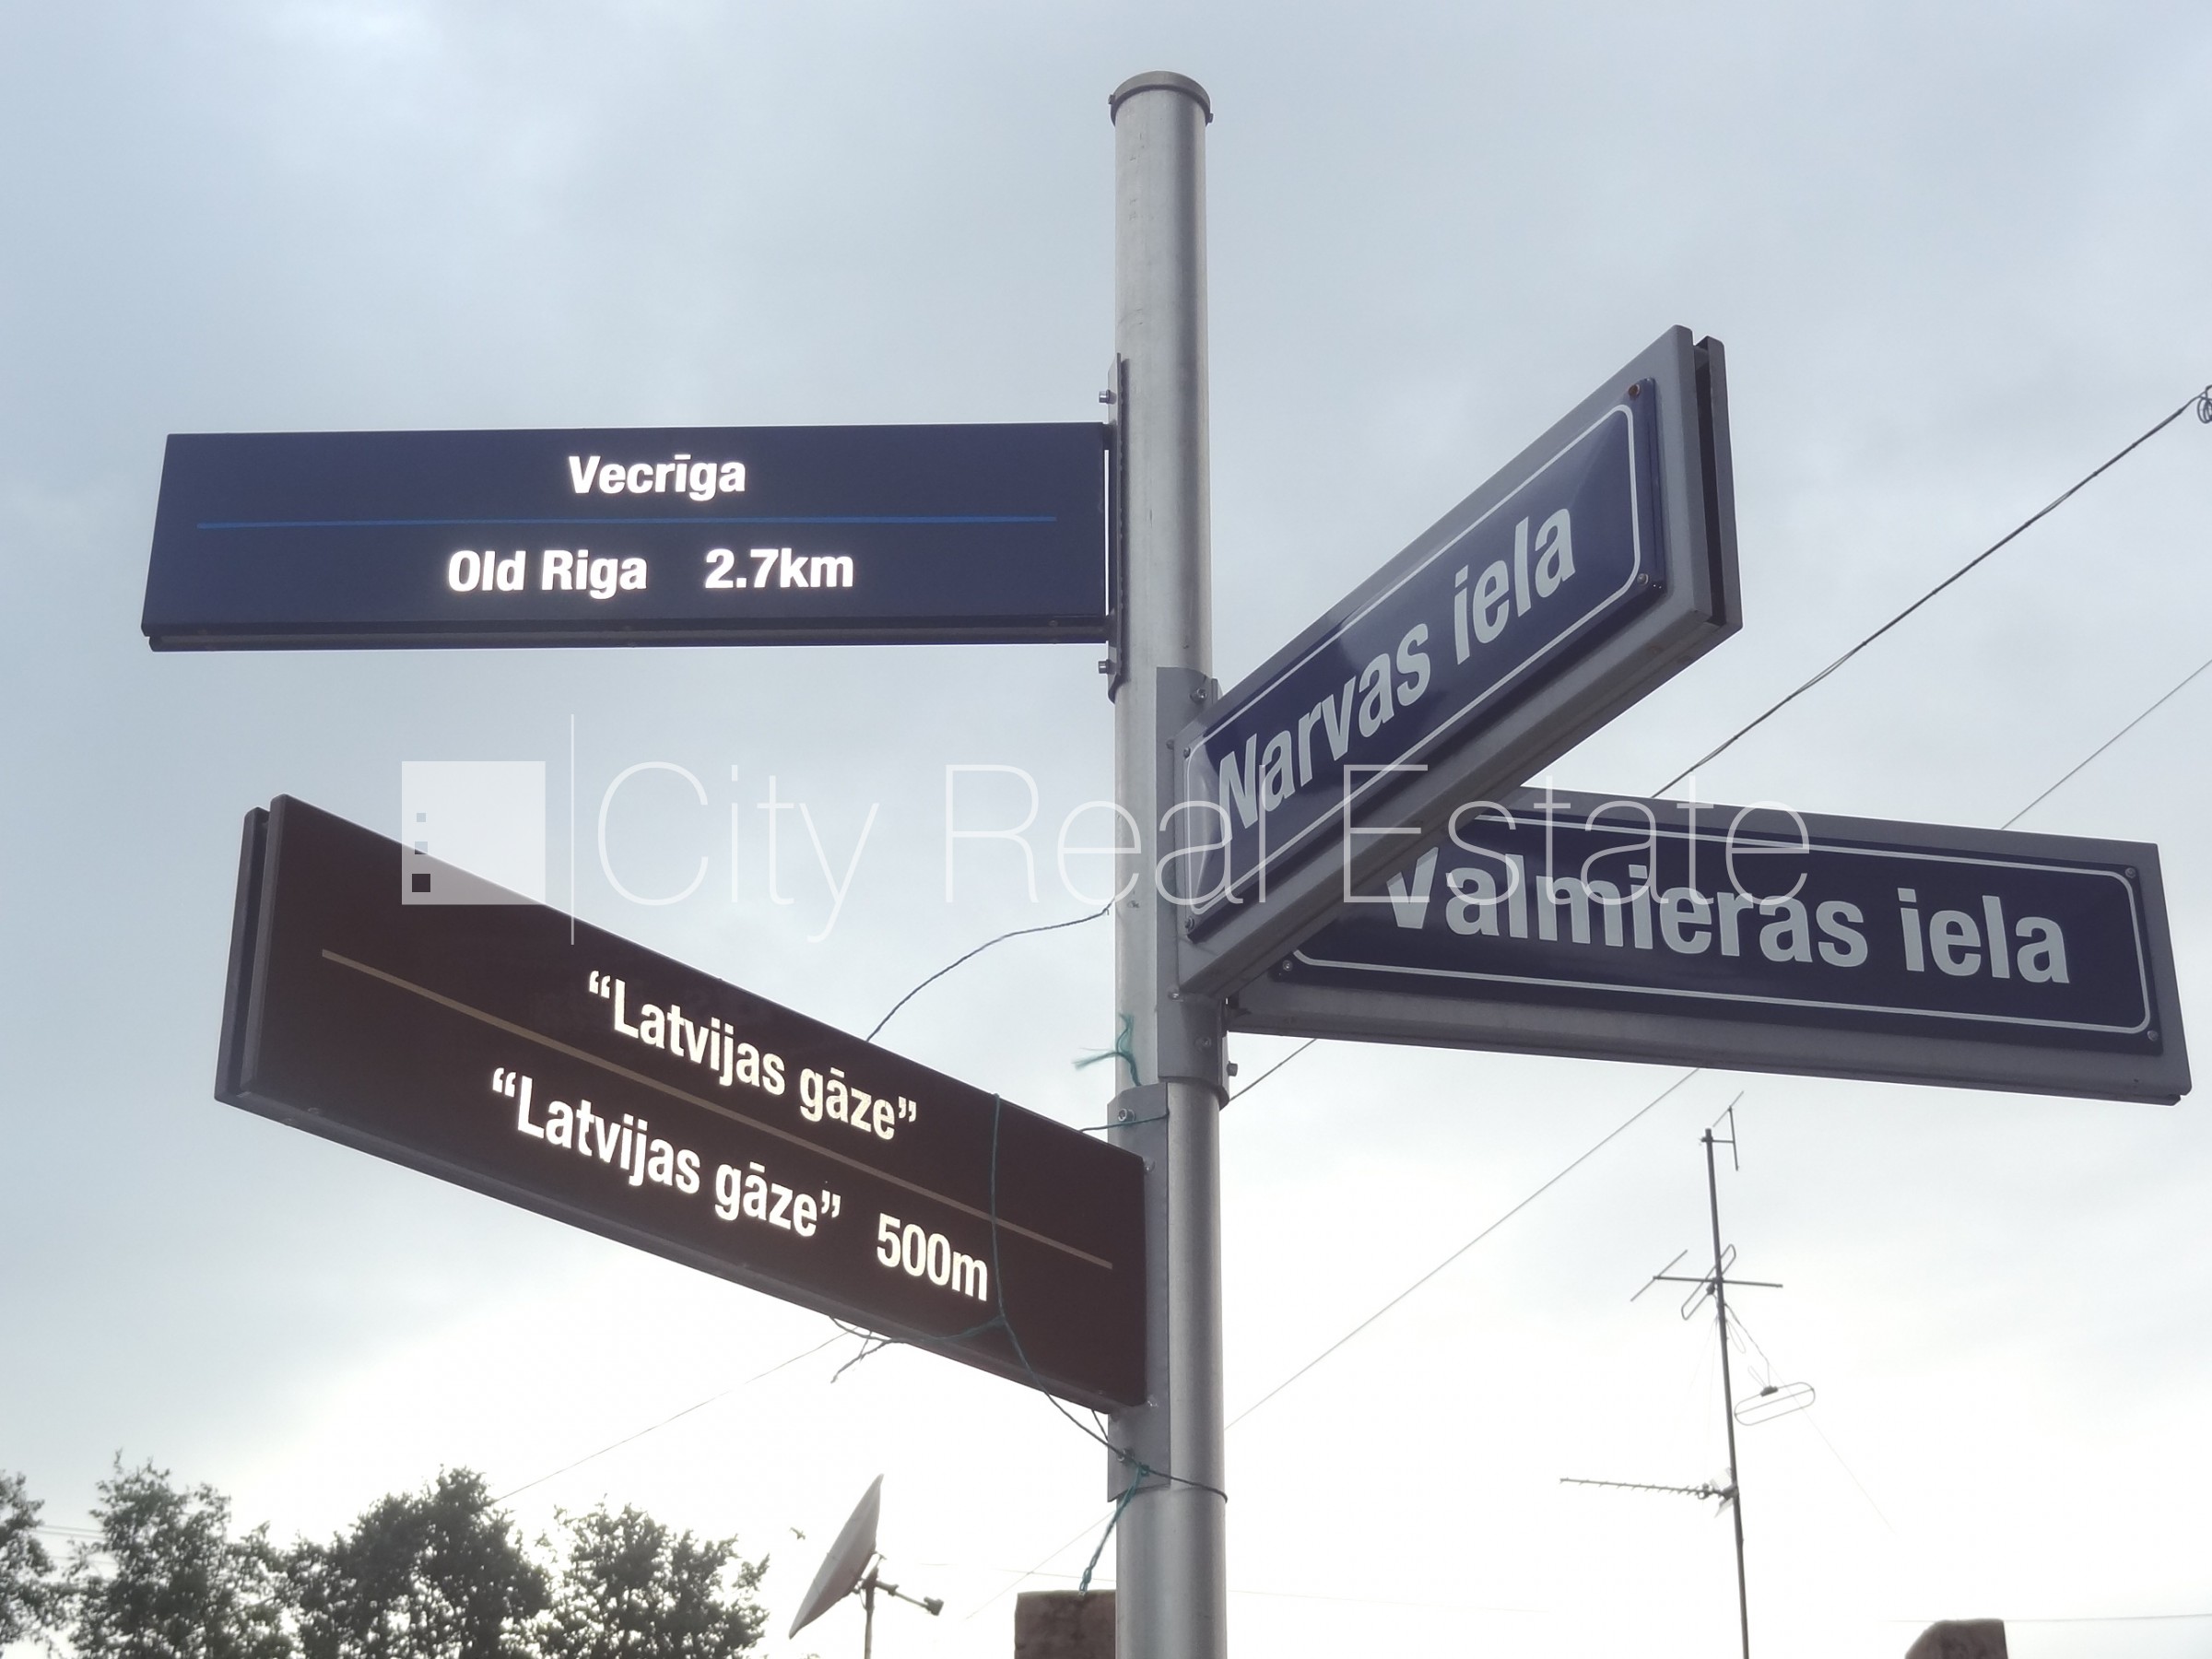 Vecrīga
Old Riga 2.7km
Narvas iela
City Real Estate
Valmieras iela
“Latvijas gāze”
“Latvijas gāze” 500m